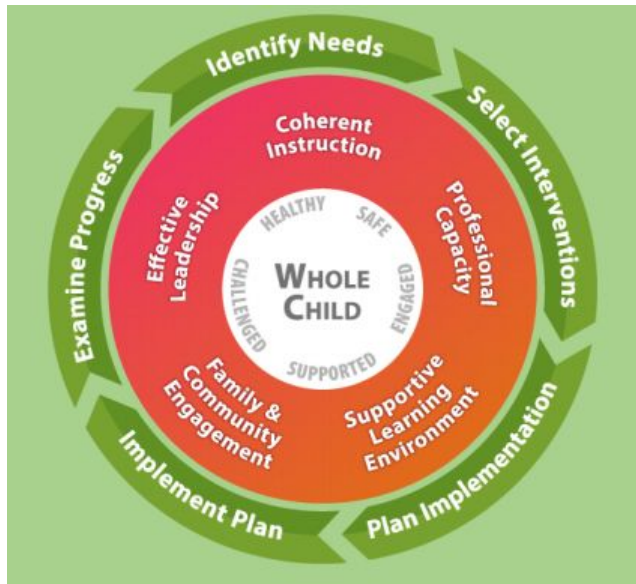 Identify Needs
Select Interventions
Plan Implementation
Implement Plan
Examine Progress
Coherent
Instruction
Professional
Capacity
Supportive
Learning
Environment
Family &
Community
Engagement
Effective
Leadership
HEALTHY
SAFE
ENGAGED
SUPPORTED
CHALLENGED
WHOLE
CHILD